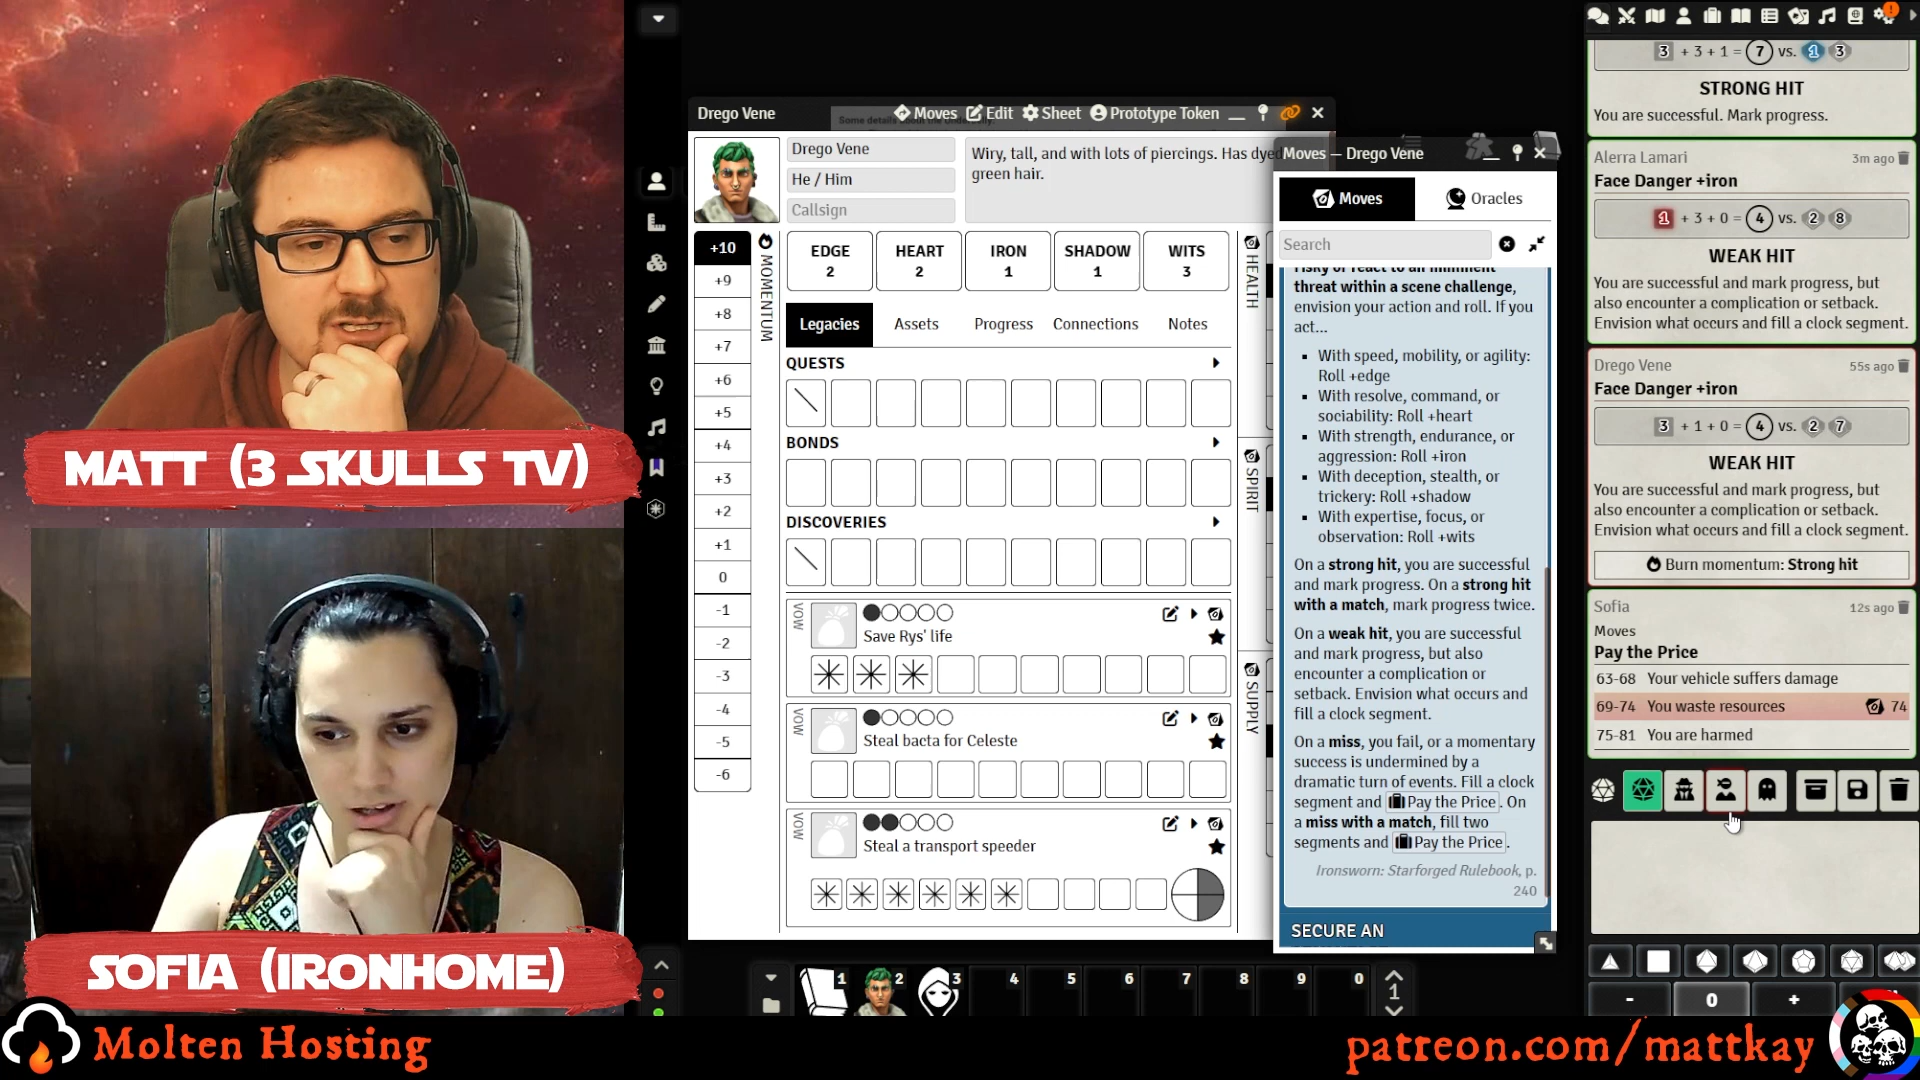 MATT (3 SKULLS TV)
SOFIA (IRONHOME)
Molten Hosting
patreon.com/mattkay
Drego Vene
Moves
Edit
Sheet
Prototype Token
Drego Vene
He / Him
Callsign
Wiry, tall, and with lots of piercings. Has dyed
green hair.
+10
+9
+8
+7
+6
+5
+4
+3
+2
+1
0
-1
-2
-3
-4
-5
-6
MOMENTUM
EDGE
2
HEART
2
IRON
1
SHADOW
1
WITS
3
Legacies
Assets
Progress
Connections
Notes
QUESTS
BONDS
DISCOVERIES
VOW
Save Rys' life
VOW
Steal bacta for Celeste
VOW
Steal a transport speeder
HEALTH
SPIRIT
SUPPLY
Moves — Drego Vene
Moves
Oracles
Search
risky or react to an imminent
threat within a scene challenge,
envision your action and roll. If you
act...
With speed, mobility, or agility:
Roll +edge
With resolve, command, or
sociability: Roll +heart
With strength, endurance, or
aggression: Roll +iron
With deception, stealth, or
trickery: Roll +shadow
With expertise, focus, or
observation: Roll +wits
On a strong hit, you are successful
and mark progress. On a strong hit
with a match, mark progress twice.
On a weak hit, you are successful
and mark progress, but also
encounter a complication or
setback. Envision what occurs and
fill a clock segment.
On a miss, you fail, or a momentary
success is undermined by a
dramatic turn of events. Fill a clock
segment and Pay the Price. On
a miss with a match, fill two
segments and Pay the Price.
Ironsworn: Starforged Rulebook, p.
240
SECURE AN
3 + 3 + 1 = 7 vs. 1 3
STRONG HIT
You are successful. Mark progress.
Alerra Lamari
3m ago
Face Danger +iron
1 + 3 + 0 = 4 vs. 2 8
WEAK HIT
You are successful and mark progress, but
also encounter a complication or setback.
Envision what occurs and fill a clock segment.
Drego Vene
55s ago
Face Danger +iron
3 + 1 + 0 = 4 vs. 2 7
WEAK HIT
You are successful and mark progress, but
also encounter a complication or setback.
Envision what occurs and fill a clock segment.
Burn momentum: Strong hit
Sofia
12s ago
Moves
Pay the Price
63-68 Your vehicle suffers damage
69-74 You waste resources 74
75-81 You are harmed
- 0 +
1
2
3
4
5
6
7
8
9
0
1